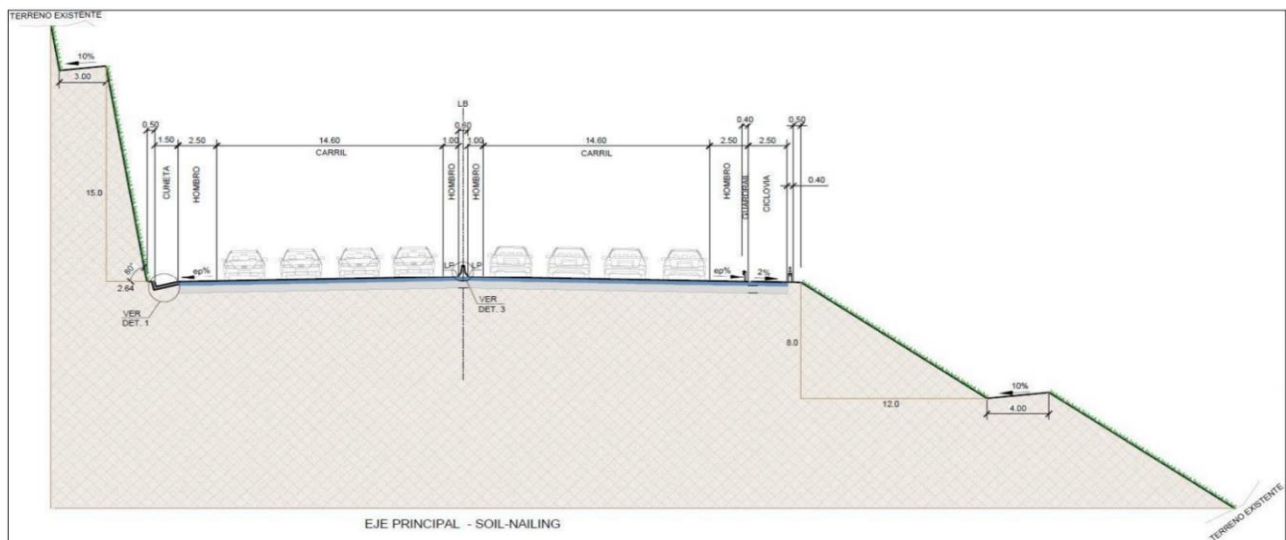 TERRENO EXISTENTE
10%
3.00
LB
0,50
0,60
0.40
0,50
1.50
2.50
14.60
1.00
1.00
14.60
2.50
2.50
CARRIL
CARRIL
0.40
CUNETA
HOMBRO
HOMBRO
HOMBRO
HOMBRO
GUARDRAIL
CICLOVIA
15.0
80°
ep%
LP
LP
ep%
2%
2.64
VER
DET. 1
VER
DET. 3
8.0
10%
12.0
4.00
EJE PRINCIPAL - SOIL-NAILING
TERRENO EXISTENTE